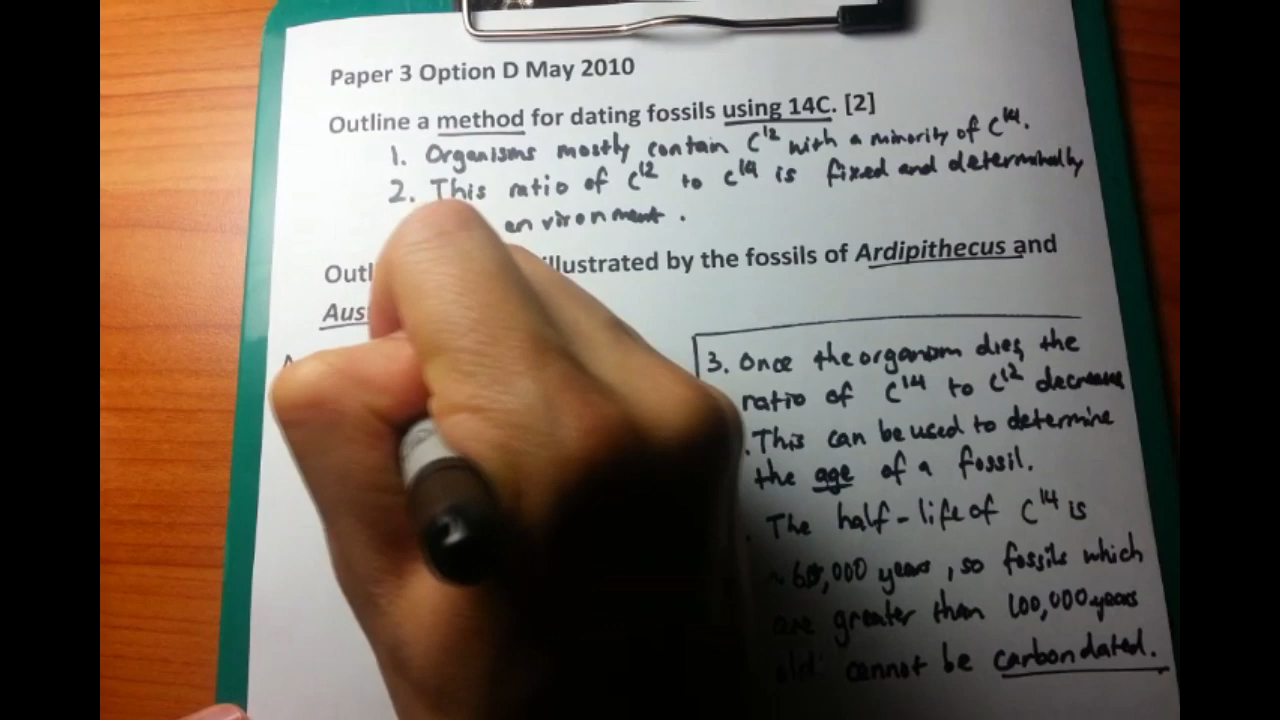 Paper 3 Option D May 2010
Outline a method for dating fossils using 14C. [2]
1. Organisms mostly contain C12 with a minority of C14.
2. This ratio of C12 to C14 is fixed and determined by
environment.
illustrated by the fossils of Ardipithecus and
3. Once the organism dies, the
ratio of C14 to C12 decreases
. This can be used to determine
the age of a fossil.
. The half-life of C14 is
~ 60,000 years, so fossils which
are greater than 100,000 years
old cannot be carbon dated.